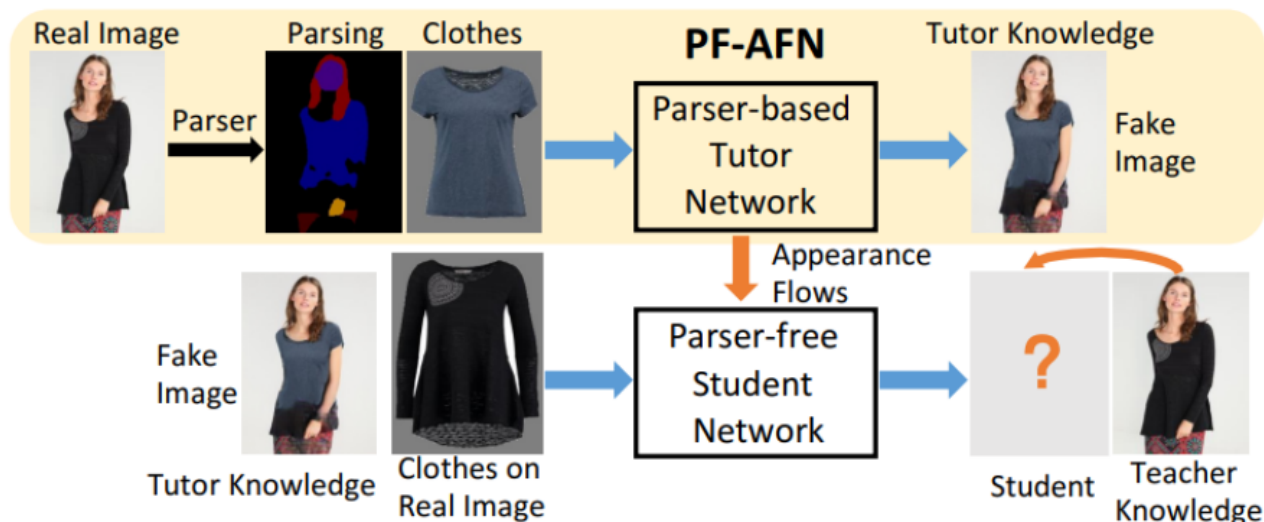 Real Image
Parsing
Clothes
PF-AFN
Tutor Knowledge
Parser
Parser-based
Tutor
Network
Fake
Image
Appearance
Flows
Fake
Image
Parser-free
Student
Network
?
Tutor Knowledge
Clothes on
Real Image
Student
Teacher
Knowledge